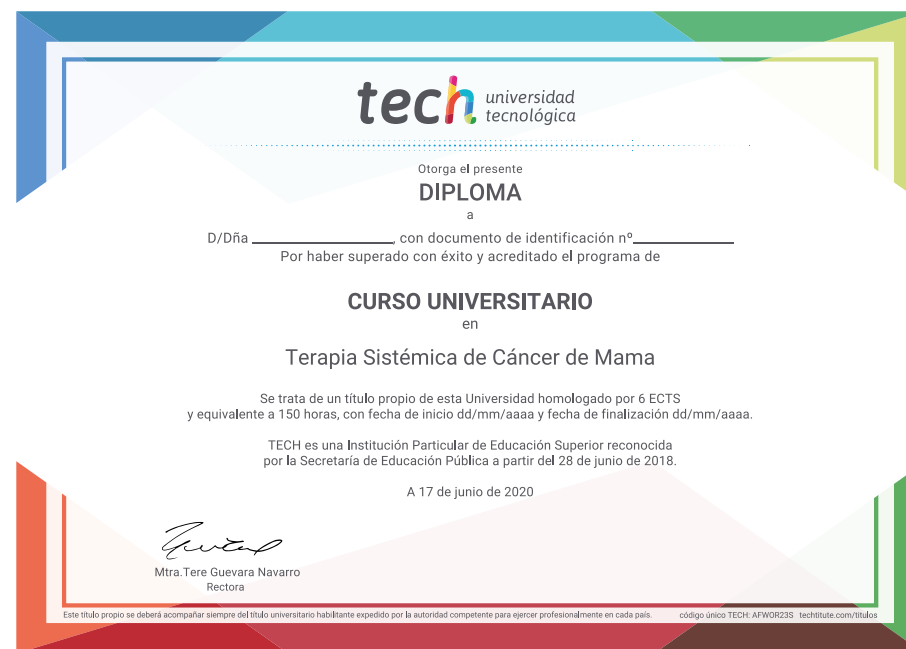 tech universidad
tecnológica
Otorga el presente
DIPLOMA
a
D/Dña ____________________, con documento de identificación nº______________
Por haber superado con éxito y acreditado el programa de
CURSO UNIVERSITARIO
en
Terapia Sistémica de Cáncer de Mama
Se trata de un título propio de esta Universidad homologado por 6 ECTS
y equivalente a 150 horas, con fecha de inicio dd/mm/aaaa y fecha de finalización dd/mm/aaaa.
TECH es una Institución Particular de Educación Superior reconocida
por la Secretaría de Educación Pública a partir del 28 de junio de 2018.
A 17 de junio de 2020
Mtra.Tere Guevara Navarro
Rectora
Este título propio se deberá acompañar siempre del título universitario habilitante expedido por la autoridad competente para ejercer profesionalmente en cada país. código único TECH: AFWOR23S techtitute.com/titulos